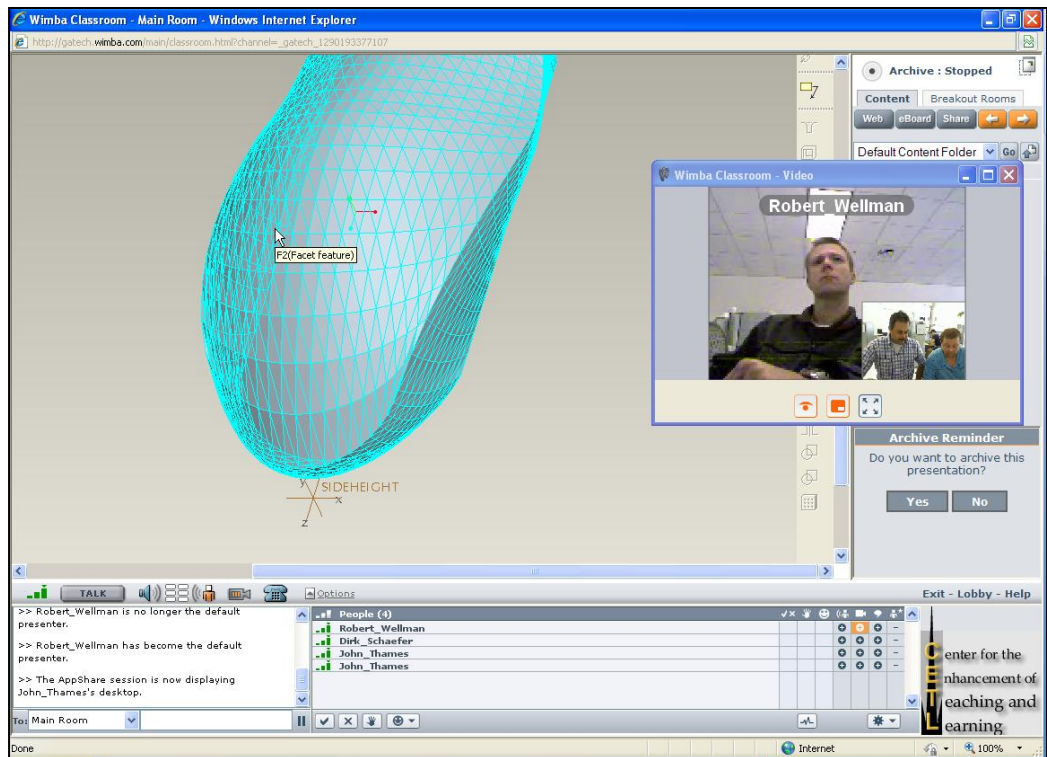 Wimba Classroom - Main Room - Windows Internet Explorer
http://gatech.wimba.com/main/classroom.html?channel=_gatech_1290193377107
F2(Facet feature)
y
SIDEHEIGHT
x
z
Archive : Stopped
Content Breakout Rooms
Web eBoard Share
Default Content Folder Go
Wimba Classroom - Video
Robert_Wellman
Archive Reminder
Do you want to archive this
presentation?
Yes No
TALK Options Exit - Lobby - Help
>> Robert_Wellman is no longer the default
presenter.
>> Robert_Wellman has become the default
presenter.
>> The AppShare session is now displaying
John_Thames's desktop.
To: Main Room
People (4)
Robert_Wellman
Dirk_Schaefer
John_Thames
John_Thames
Center for the
Enhancement of
Teaching and
Learning
Done Internet 100%